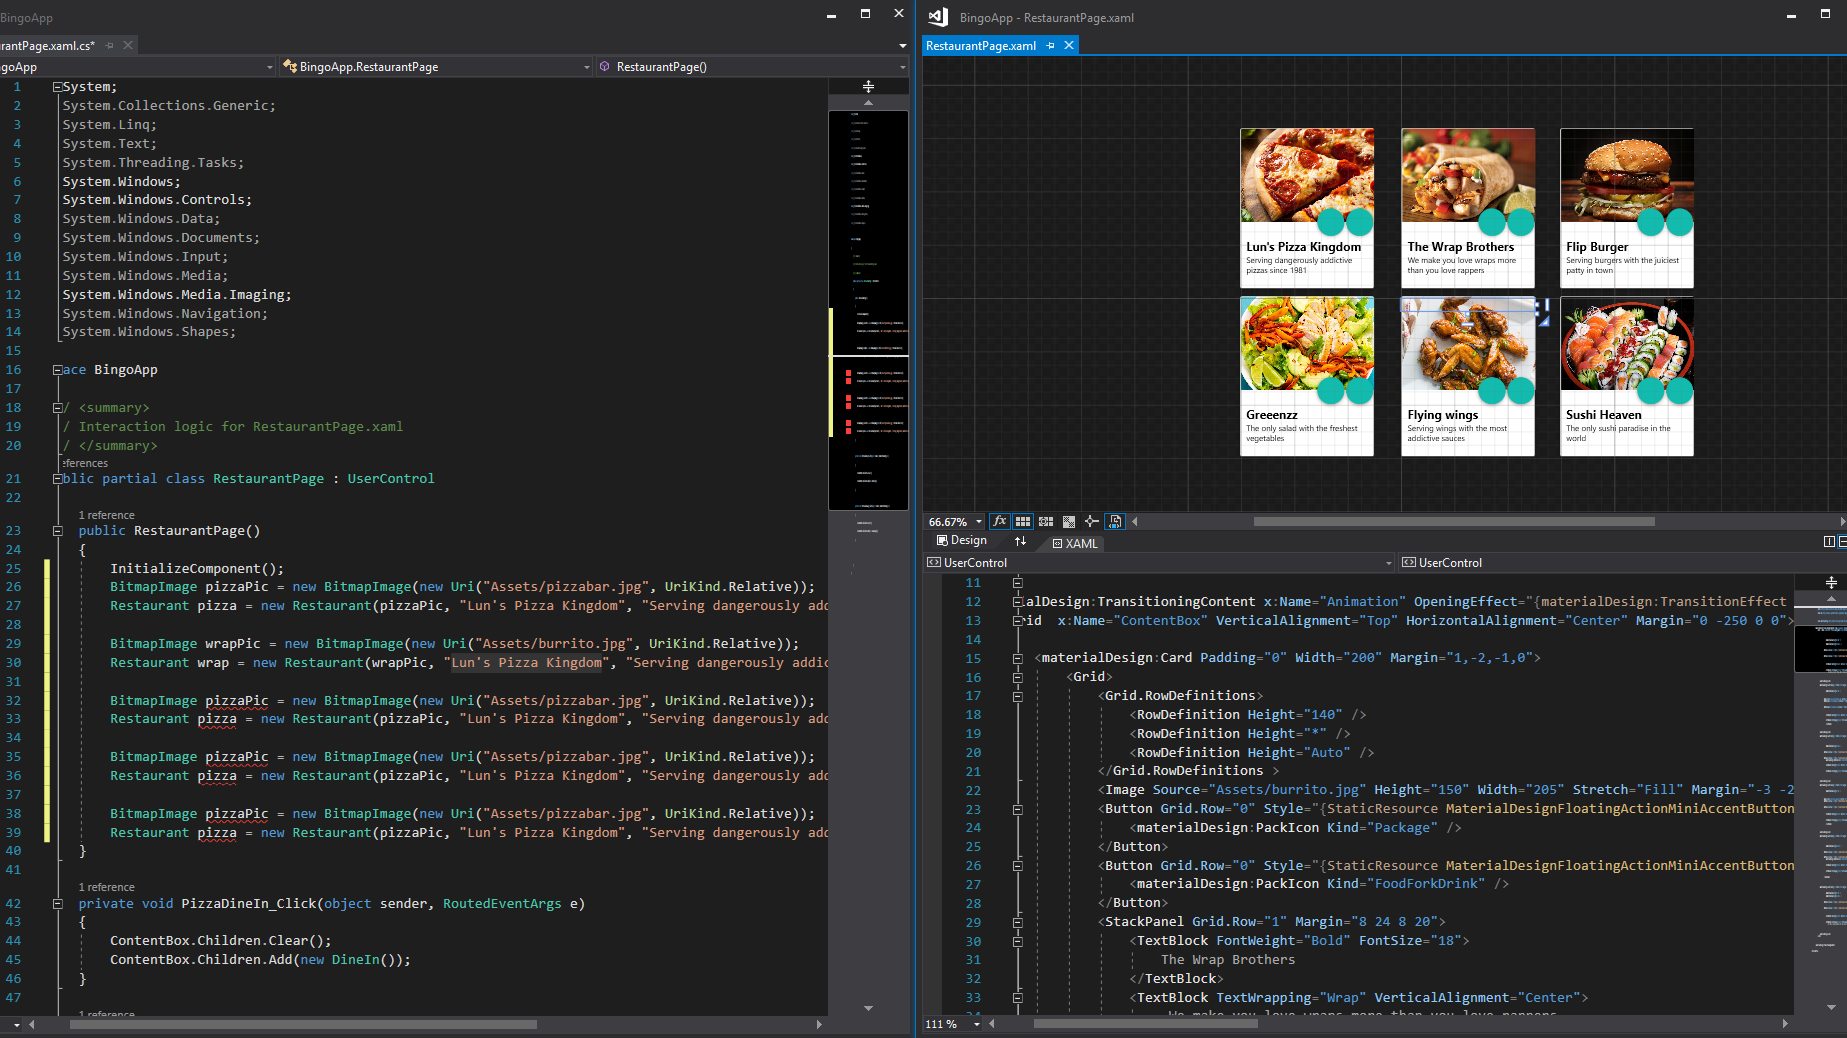 BingoApp
rantPage.xaml.cs*
goApp
BingoApp.RestaurantPage
RestaurantPage()
1 System;
2 System.Collections.Generic;
3 System.Linq;
4 System.Text;
5 System.Threading.Tasks;
6 System.Windows;
7 System.Windows.Controls;
8 System.Windows.Data;
9 System.Windows.Documents;
10 System.Windows.Input;
11 System.Windows.Media;
12 System.Windows.Media.Imaging;
13 System.Windows.Navigation;
14 System.Windows.Shapes;
15
16 ace BingoApp
17
18 / <summary>
19 / Interaction logic for RestaurantPage.xaml
20 / </summary>
eferences
21 blic partial class RestaurantPage : UserControl
22
1 reference
23 public RestaurantPage()
24 {
25 InitializeComponent();
26 BitmapImage pizzaPic = new BitmapImage(new Uri("Assets/pizzabar.jpg", UriKind.Relative));
27 Restaurant pizza = new Restaurant(pizzaPic, "Lun's Pizza Kingdom", "Serving dangerously add
28
29 BitmapImage wrapPic = new BitmapImage(new Uri("Assets/burrito.jpg", UriKind.Relative));
30 Restaurant wrap = new Restaurant(wrapPic, "Lun's Pizza Kingdom", "Serving dangerously addic
31
32 BitmapImage pizzaPic = new BitmapImage(new Uri("Assets/pizzabar.jpg", UriKind.Relative));
33 Restaurant pizza = new Restaurant(pizzaPic, "Lun's Pizza Kingdom", "Serving dangerously add
34
35 BitmapImage pizzaPic = new BitmapImage(new Uri("Assets/pizzabar.jpg", UriKind.Relative));
36 Restaurant pizza = new Restaurant(pizzaPic, "Lun's Pizza Kingdom", "Serving dangerously add
37
38 BitmapImage pizzaPic = new BitmapImage(new Uri("Assets/pizzabar.jpg", UriKind.Relative));
39 Restaurant pizza = new Restaurant(pizzaPic, "Lun's Pizza Kingdom", "Serving dangerously add
40 }
41
1 reference
42 private void PizzaDineIn_Click(object sender, RoutedEventArgs e)
43 {
44 ContentBox.Children.Clear();
45 ContentBox.Children.Add(new DineIn());
46 }
47
1 reference
BingoApp - RestaurantPage.xaml
RestaurantPage.xaml
Lun's Pizza Kingdom
Serving dangerously addictive
pizzas since 1981
The Wrap Brothers
We make you love wraps more
than you love rappers
Flip Burger
Serving burgers with the juiciest
patty in town
Greeenzz
The only salad with the freshest
vegetables
Flying wings
Serving wings with the most
addictive sauces
Sushi Heaven
The only sushi paradise in the
world
66.67%
fx
Design
XAML
UserControl
UserControl
11
12 alDesign:TransitioningContent x:Name="Animation" OpeningEffect="{materialDesign:TransitionEffect
13 rid x:Name="ContentBox" VerticalAlignment="Top" HorizontalAlignment="Center" Margin="0 -250 0 0">
14
15 <materialDesign:Card Padding="0" Width="200" Margin="1,-2,-1,0">
16 <Grid>
17 <Grid.RowDefinitions>
18 <RowDefinition Height="140" />
19 <RowDefinition Height="*" />
20 <RowDefinition Height="Auto" />
21 </Grid.RowDefinitions >
22 <Image Source="Assets/burrito.jpg" Height="150" Width="205" Stretch="Fill" Margin="-3 -2
23 <Button Grid.Row="0" Style="{StaticResource MaterialDesignFloatingActionMiniAccentButton
24 <materialDesign:PackIcon Kind="Package" />
25 </Button>
26 <Button Grid.Row="0" Style="{StaticResource MaterialDesignFloatingActionMiniAccentButton
27 <materialDesign:PackIcon Kind="FoodForkDrink" />
28 </Button>
29 <StackPanel Grid.Row="1" Margin="8 24 8 20">
30 <TextBlock FontWeight="Bold" FontSize="18">
31 The Wrap Brothers
32 </TextBlock>
33 <TextBlock TextWrapping="Wrap" VerticalAlignment="Center">
34 We make you love wraps more than you love rappers
111 %